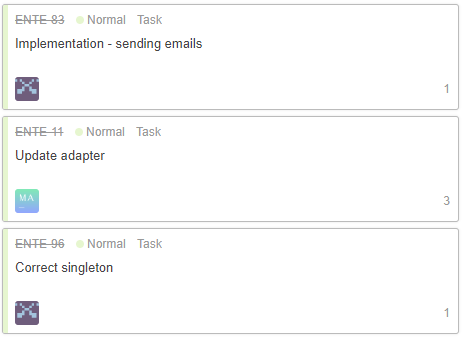 ENTE-83 Normal Task
Implementation - sending emails
1
ENTE-11 Normal Task
Update adapter
MA
3
ENTE-96 Normal Task
Correct singleton
1